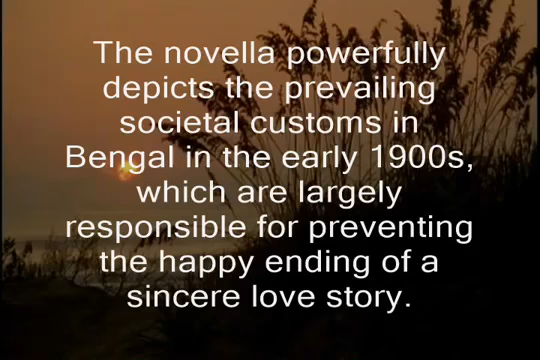 The novella powerfully
depicts the prevailing
societal customs in
Bengal in the early 1900s,
which are largely
responsible for preventing
the happy ending of a
sincere love story.